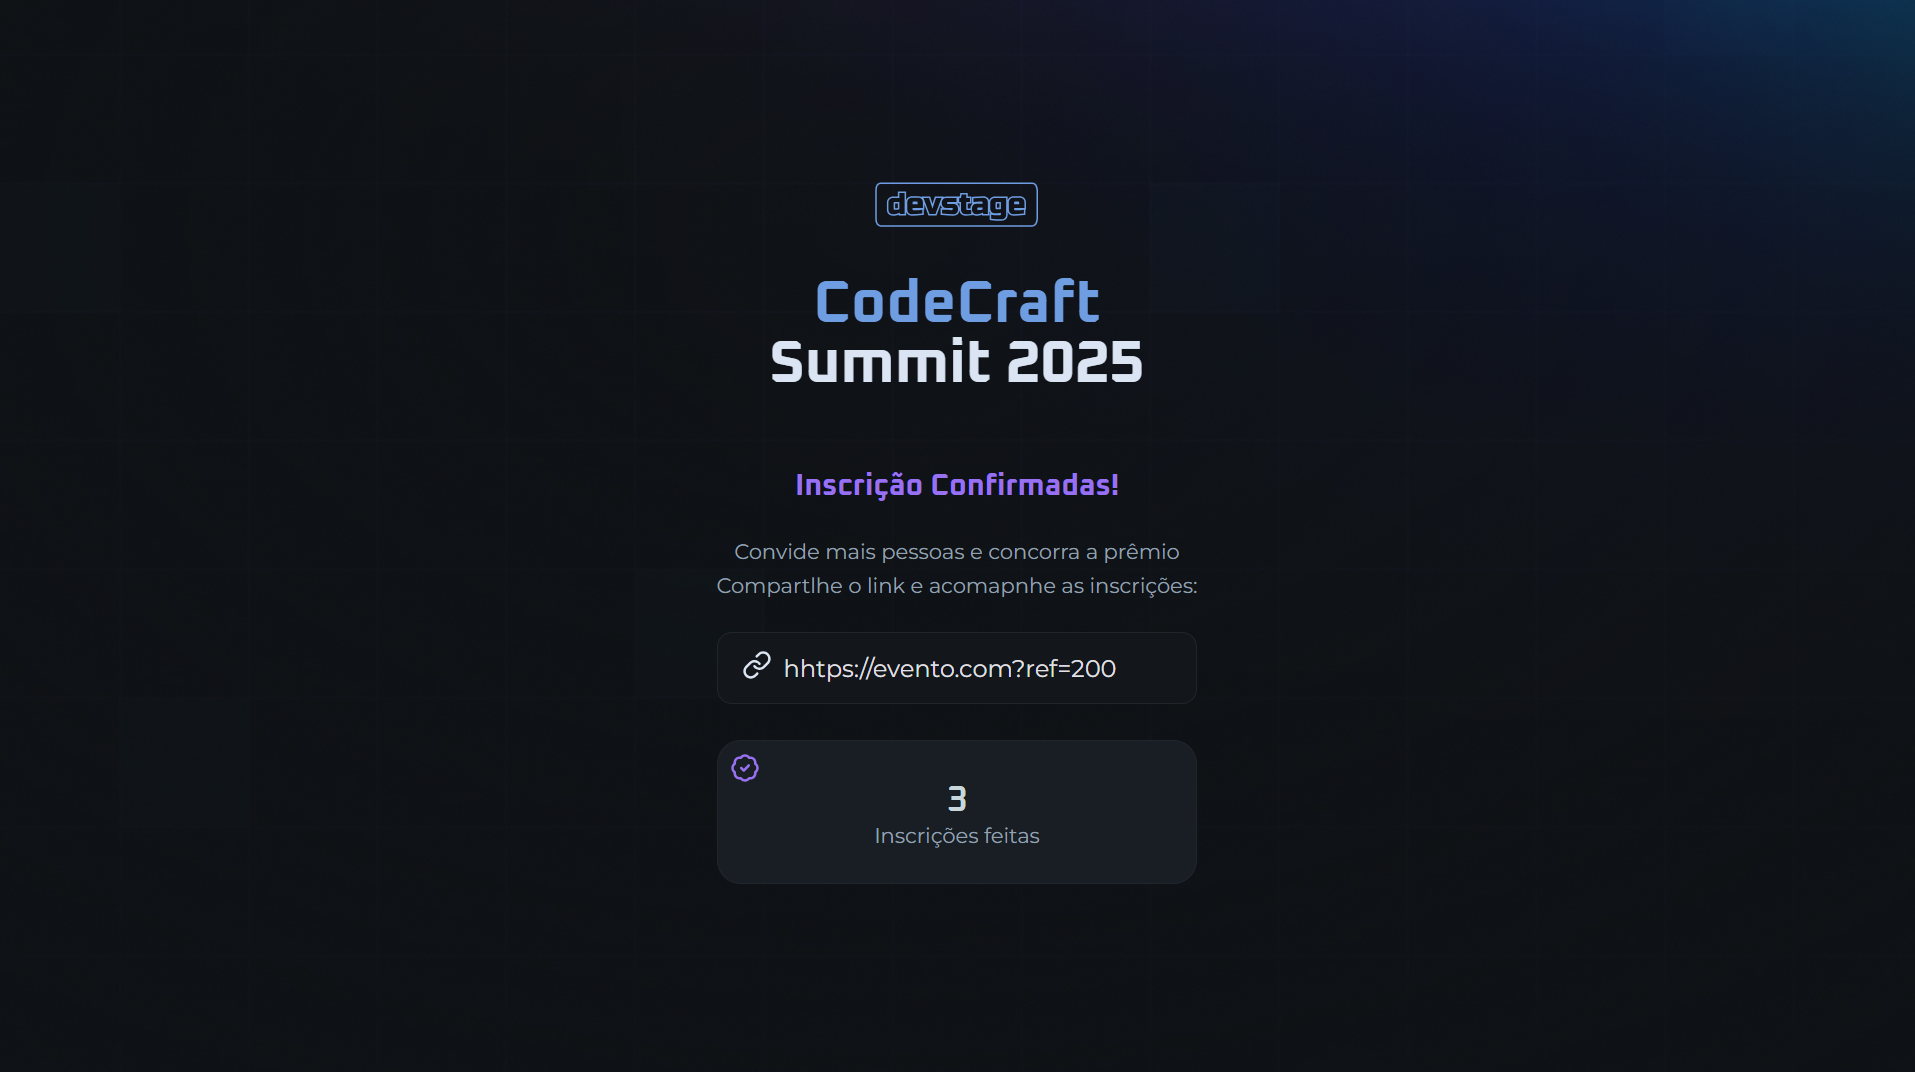 devstage
CodeCraft
Summit 2025
Inscrição Confirmadas!
Convide mais pessoas e concorra a prêmio
Compartlhe o link e acomapnhe as inscrições:
hhtps://evento.com?ref=200
3
Inscrições feitas